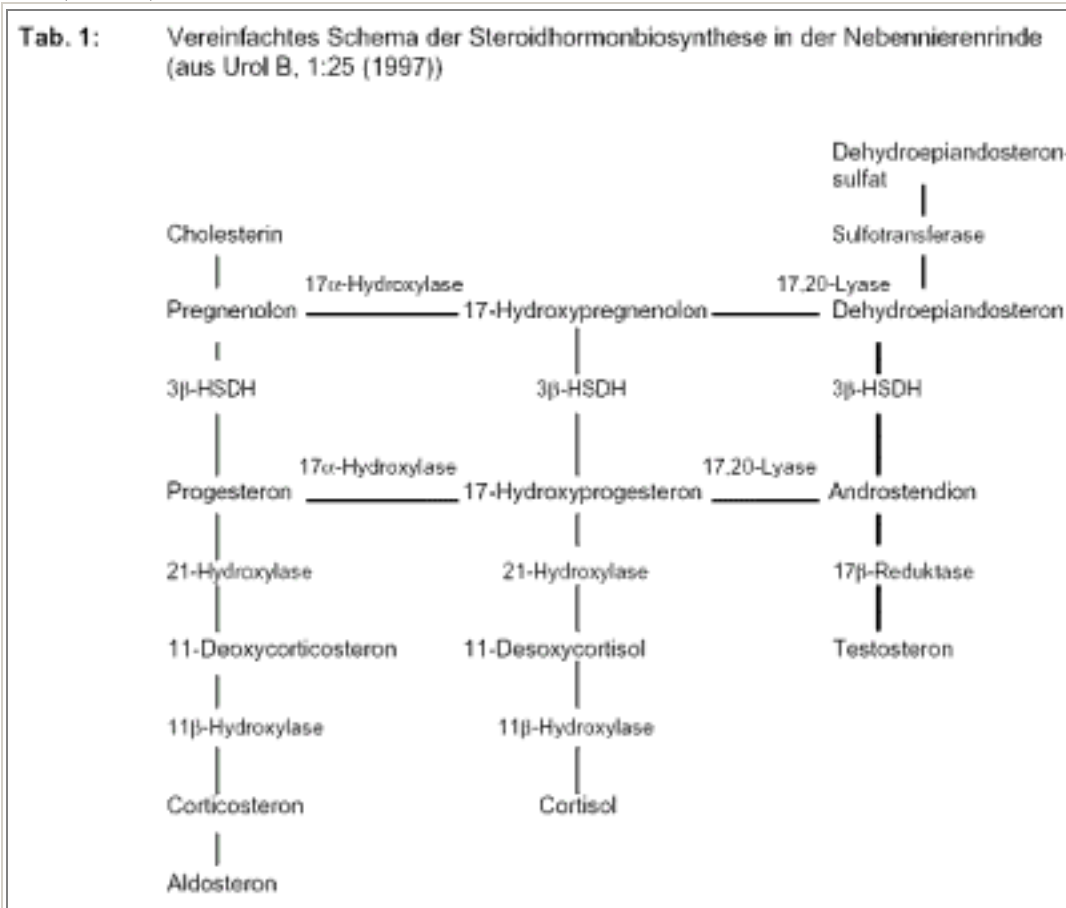 Tab. 1: Vereinfachtes Schema der Steroidhormonbiosynthese in der Nebennierenrinde
(aus Urol B, 1:25 (1997))
Dehydroepiandosteron-
sulfat
Cholesterin Sulfotransferase
17α-Hydroxylase 17,20-Lyase
Pregnenolon 17-Hydroxypregnenolon Dehydroepiandosteron
3β-HSDH 3β-HSDH 3β-HSDH
17α-Hydroxylase 17,20-Lyase
Progesteron 17-Hydroxyprogesteron Androstendion
21-Hydroxylase 21-Hydroxylase 17β-Reduktase
11-Deoxycorticosteron 11-Desoxycortisol Testosteron
11β-Hydroxylase 11β-Hydroxylase
Corticosteron Cortisol
Aldosteron